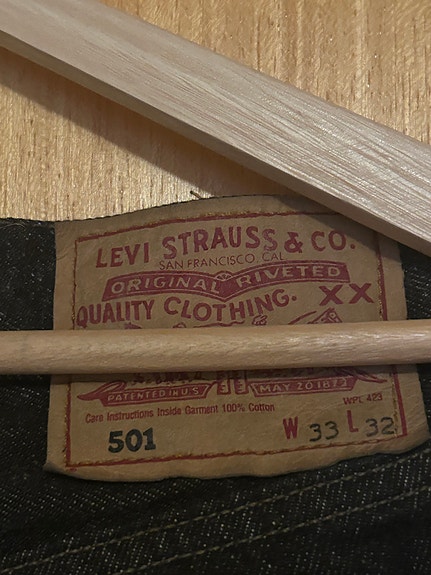 LEVI STRAUSS & CO.
SAN FRANCISCO, CAL
ORIGINAL RIVETED
QUALITY CLOTHING. XX
PATENTED IN U.S MAY 20 1873
WPL 423
Care Instructions Inside Garment 100% Cotton
501 W 33 L 32